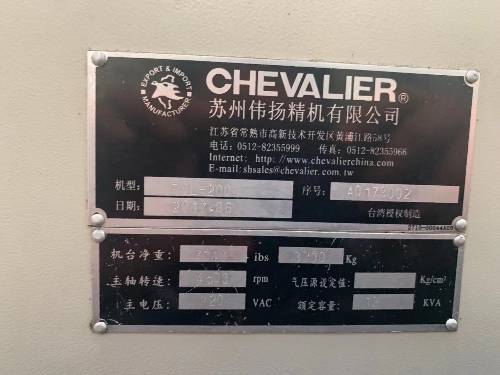 EXPORT & IMPORT
MANUFACTURER
CHEVALIER®
苏州伟扬精机有限公司
江苏省常熟市高新技术开发区黄浦江路58号
电话: 0512-82355999 传真: 0512-82355966
Internet: http://www.chevalierchina.com
E-mail: shsales@chevalier.com.tw
机型: 序号:
日期: 台湾授权制造
机台净重: ibs Kg
主轴转速: rpm 气压源设定值: Kg/cm²
主电压: VAC 额定容量: KVA